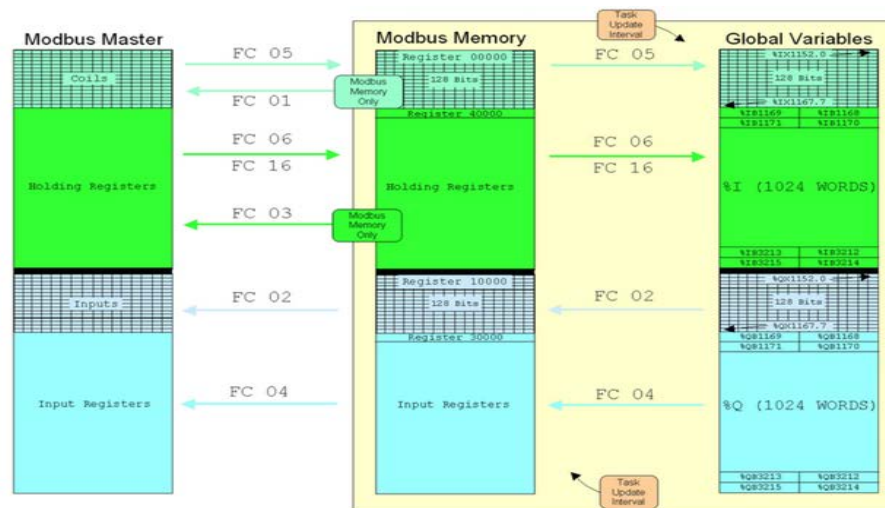 Task
Update
Interval
Modbus Master
Modbus Memory
Global Variables
FC 05
Register 00000
FC 05
%IX1152.0
Coils
128 Bits
128 Bits
Modbus
Memory
Only
FC 01
%IX1167.7
Register 40000
%IB1169
%IB1168
%IB1171
%IB1170
FC 06
FC 06
FC 16
FC 16
Holding Registers
Holding Registers
%I (1024 WORDS)
FC 03
Modbus
Memory
Only
%IB3213
%IB3212
%IB3215
%IB3214
Register 10000
%QX1152.0
Inputs
FC 02
128 Bits
FC 02
128 Bits
%QX1167.7
Register 30000
%QB1169
%QB1168
%QB1171
%QB1170
FC 04
FC 04
Input Registers
Input Registers
%Q (1024 WORDS)
%QB3213
%QB3212
%QB3215
%QB3214
Task
Update
Interval